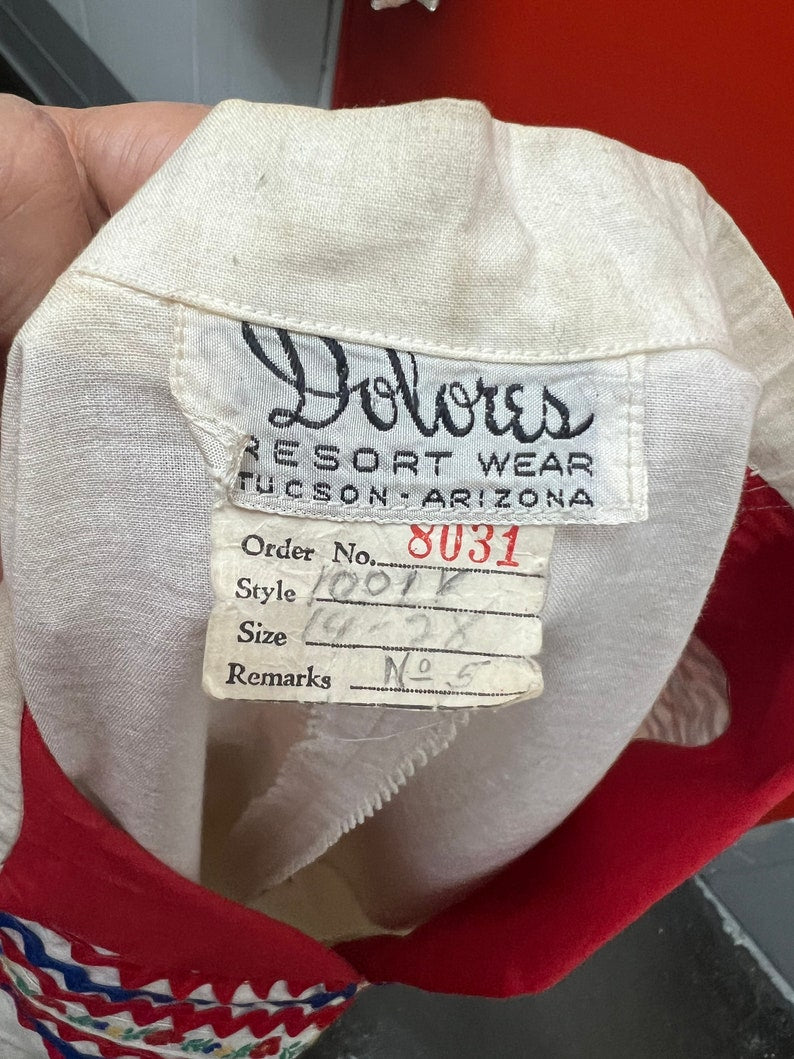 Dolores
RESORT WEAR
TUCSON · ARIZONA
Order No. 8031
Style 1001 V
Size 14-28
Remarks No 5